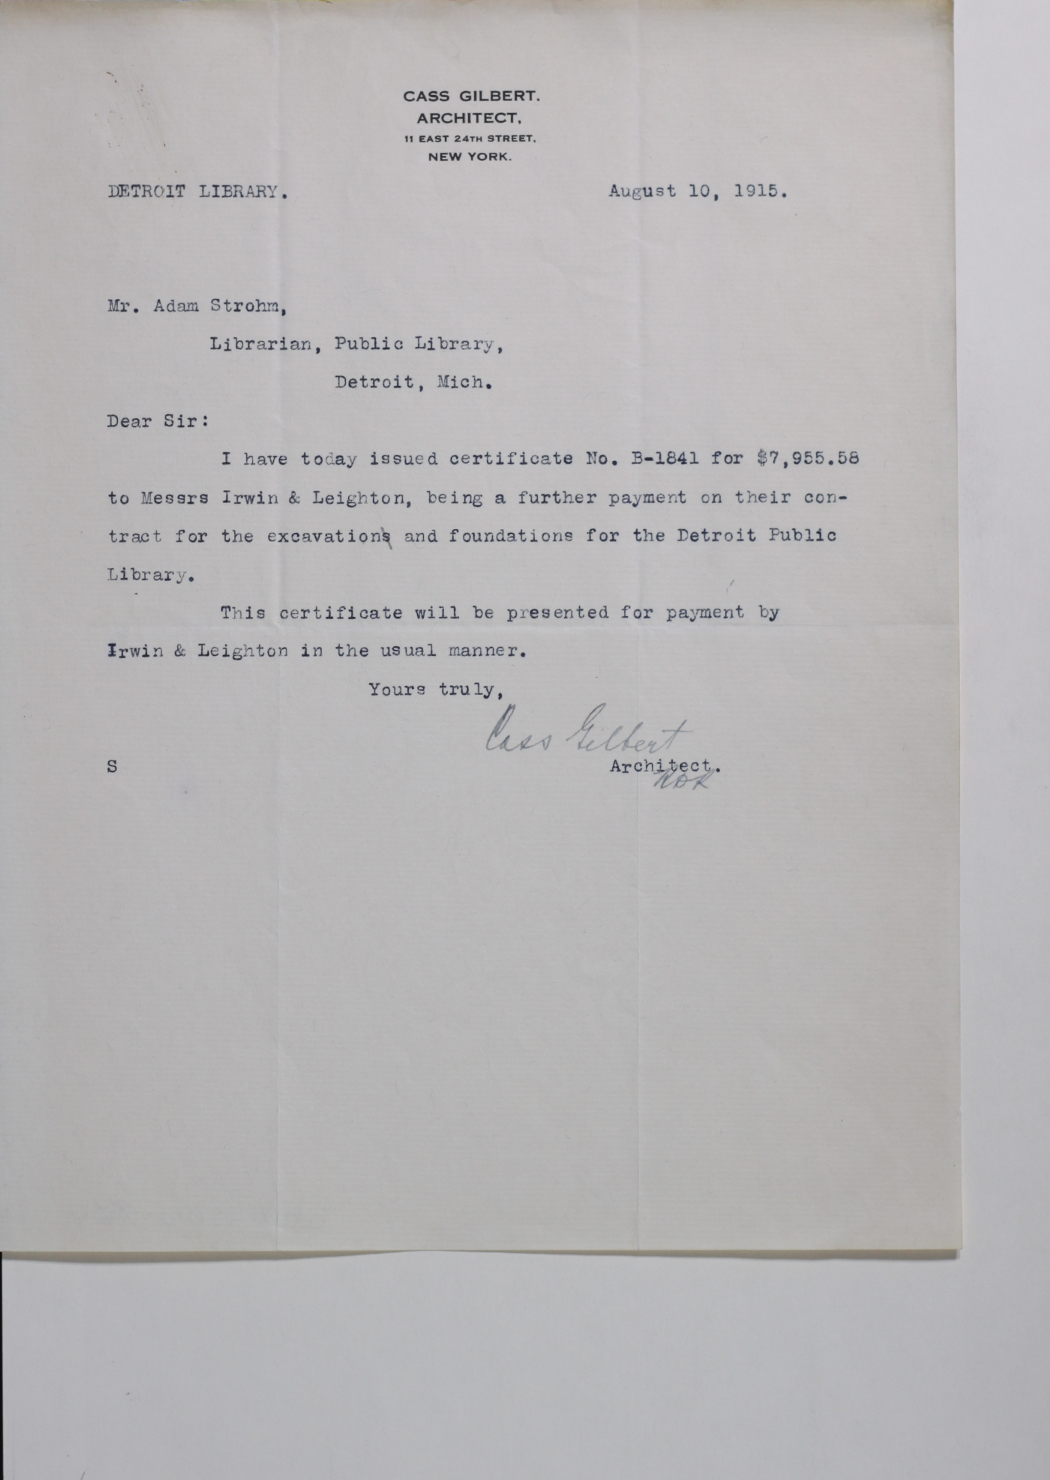 CASS GILBERT.
ARCHITECT,
11 EAST 24TH STREET,
NEW YORK.
DETROIT LIBRARY. August 10, 1915.
Mr. Adam Strohm,
Librarian, Public Library,
Detroit, Mich.
Dear Sir:
I have today issued certificate No. B-1841 for $7,955.58
to Messrs Irwin & Leighton, being a further payment on their con-
tract for the excavations and foundations for the Detroit Public
Library.
This certificate will be presented for payment by
Irwin & Leighton in the usual manner.
Yours truly,
Cass Gilbert
S Architect.